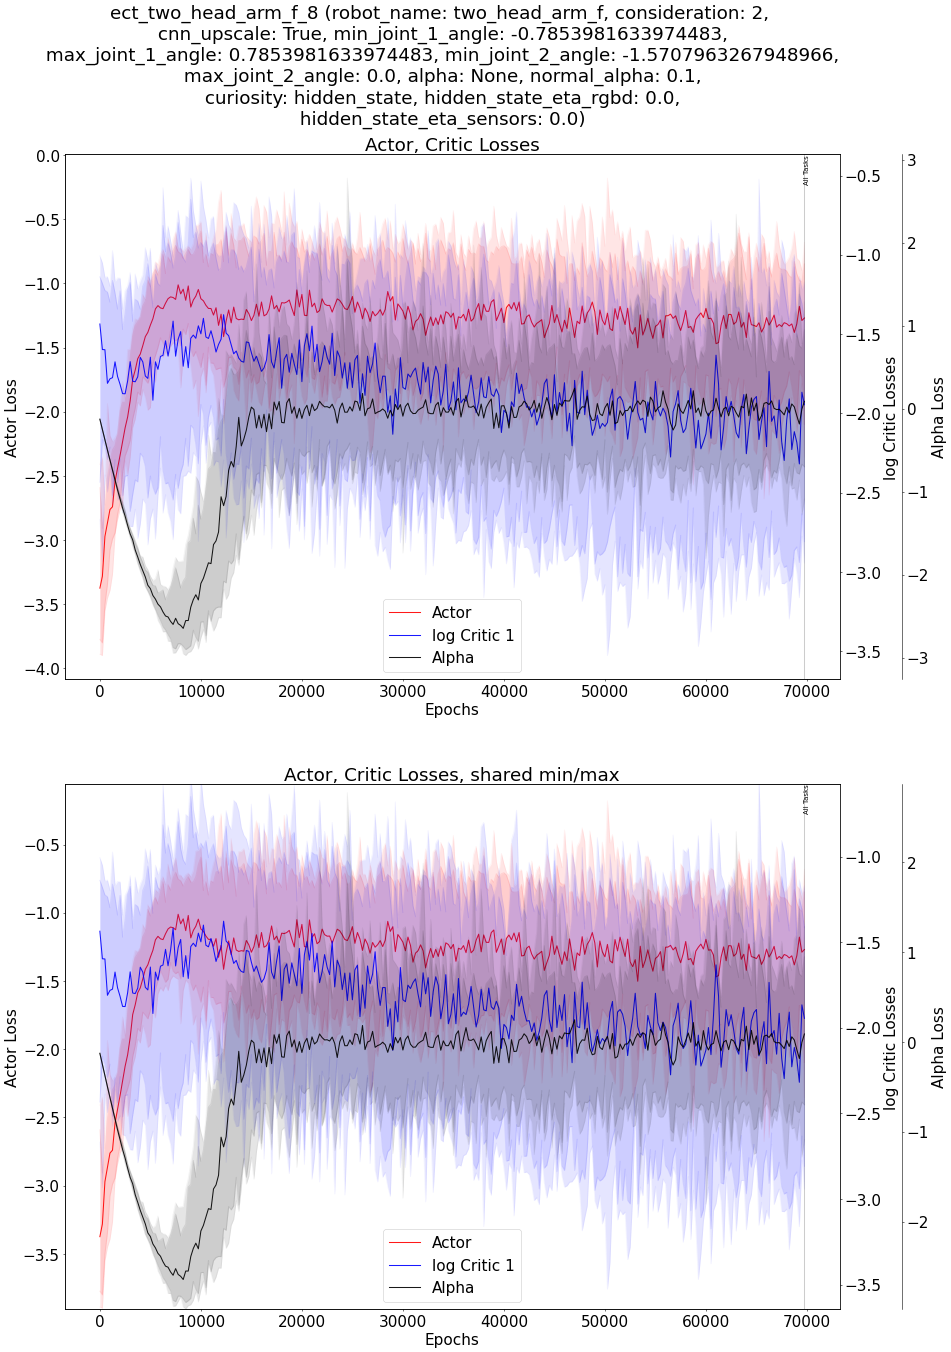 ect_two_head_arm_f_8 (robot_name: two_head_arm_f, consideration: 2,
cnn_upscale: True, min_joint_1_angle: -0.7853981633974483,
max_joint_1_angle: 0.7853981633974483, min_joint_2_angle: -1.5707963267948966,
max_joint_2_angle: 0.0, alpha: None, normal_alpha: 0.1,
curiosity: hidden_state, hidden_state_eta_rgbd: 0.0,
hidden_state_eta_sensors: 0.0)
Actor, Critic Losses
0.0
−0.5
−1.0
−1.5
−2.0
−2.5
−3.0
−3.5
−4.0
Actor Loss
All Tasks
−0.5
−1.0
−1.5
−2.0
−2.5
−3.0
−3.5
log Critic Losses
3
2
1
0
−1
−2
−3
Alpha Loss
Actor
log Critic 1
Alpha
0 10000 20000 30000 40000 50000 60000 70000
Epochs
Actor, Critic Losses, shared min/max
−0.5
−1.0
−1.5
−2.0
−2.5
−3.0
−3.5
Actor Loss
All Tasks
−1.0
−1.5
−2.0
−2.5
−3.0
−3.5
log Critic Losses
2
1
0
−1
−2
Alpha Loss
Actor
log Critic 1
Alpha
0 10000 20000 30000 40000 50000 60000 70000
Epochs